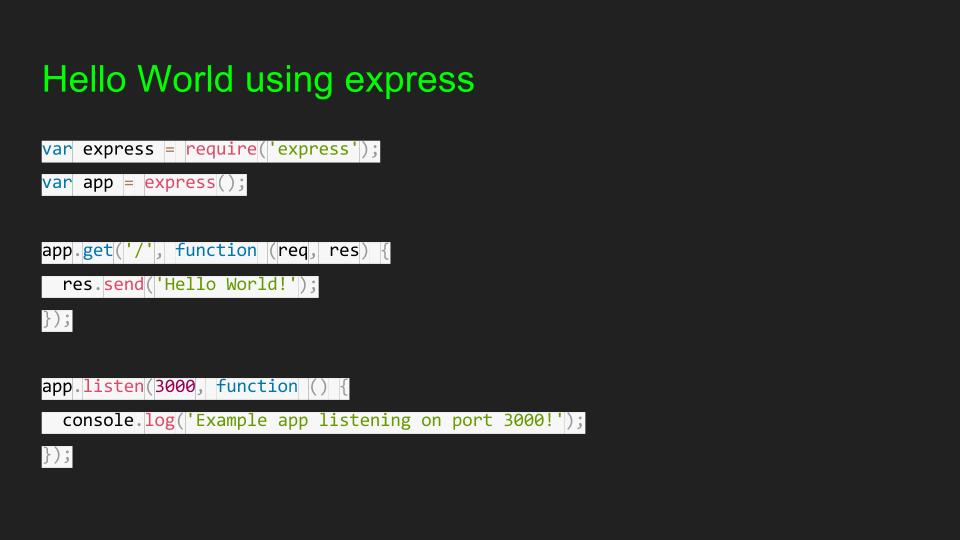 Hello World using express
var express = require('express');
var app = express();
app.get('/', function (req, res) {
  res.send('Hello World!');
});
app.listen(3000, function () {
  console.log('Example app listening on port 3000!');
});